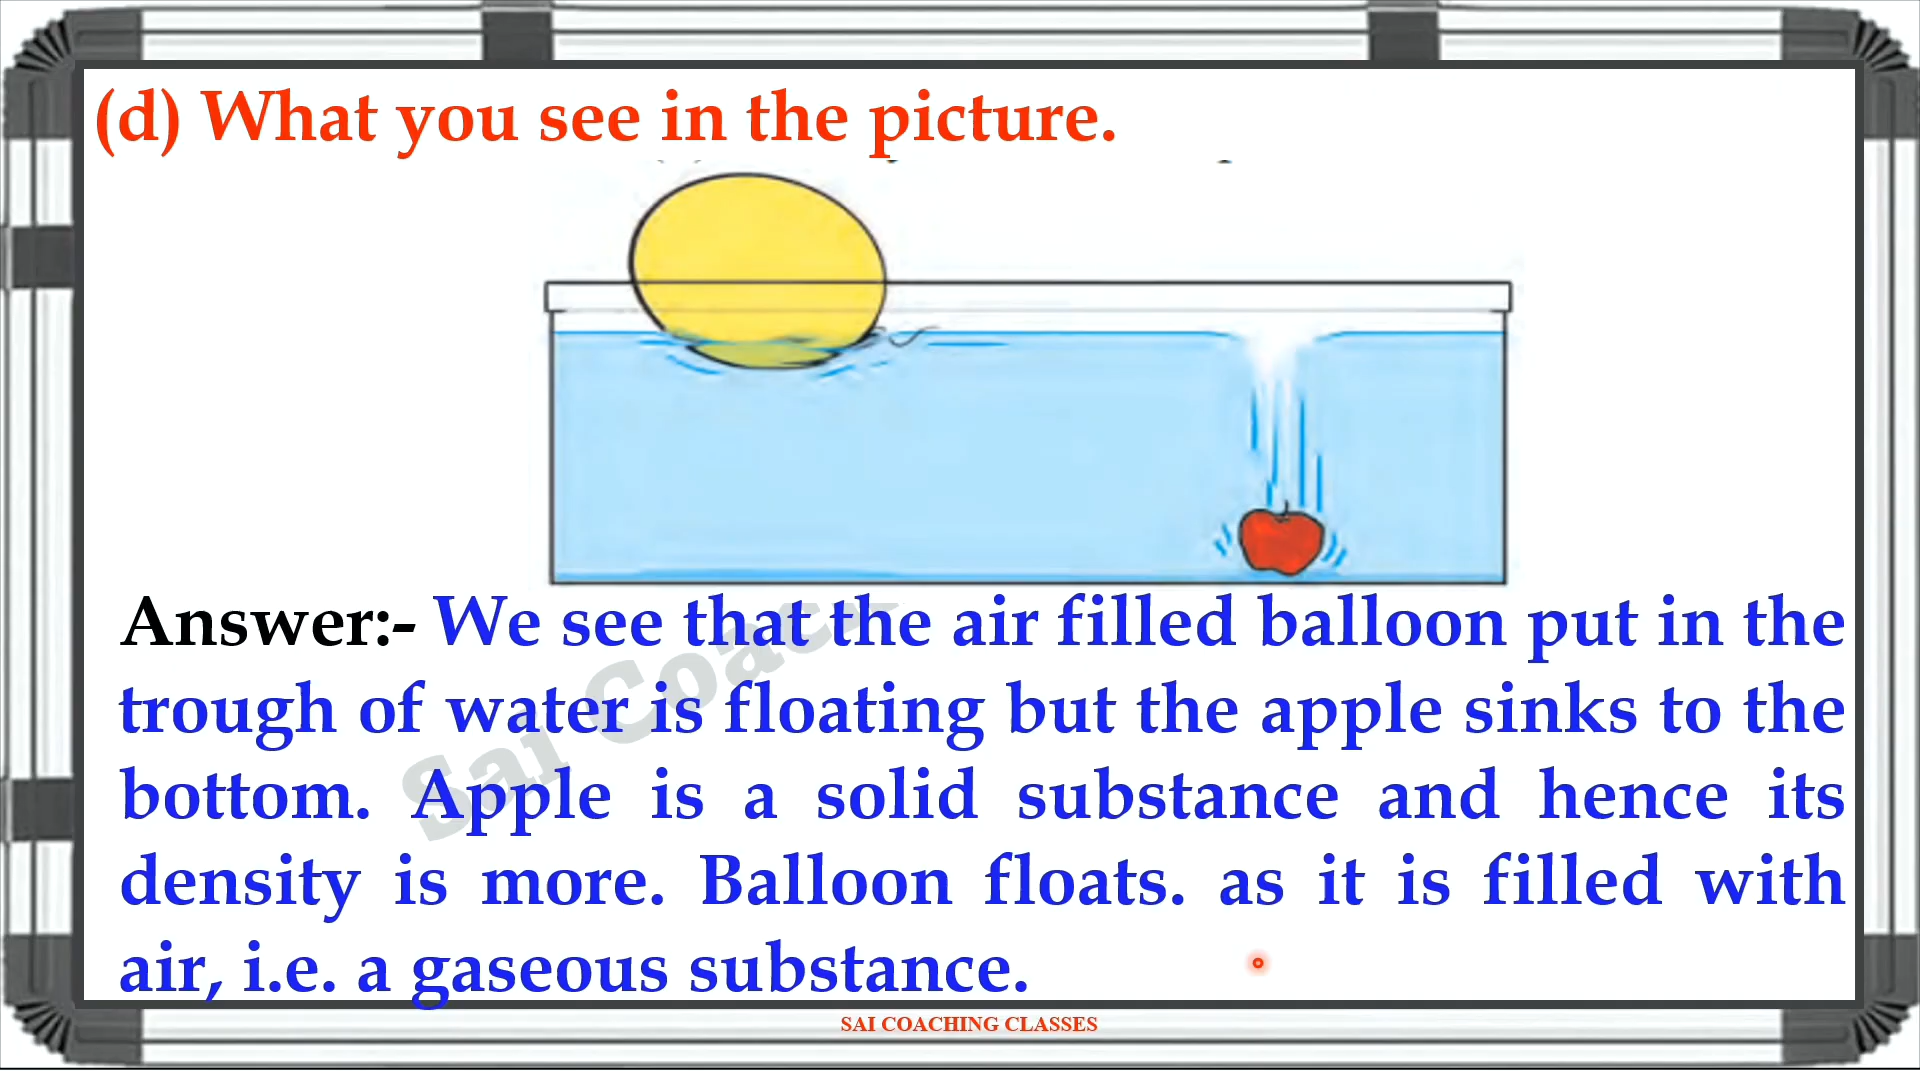 (d) What you see in the picture.
Answer:- We see that the air filled balloon put in the
trough of water is floating but the apple sinks to the
bottom. Apple is a solid substance and hence its
density is more. Balloon floats. as it is filled with
air, i.e. a gaseous substance.
Sai Coac
SAI COACHING CLASSES